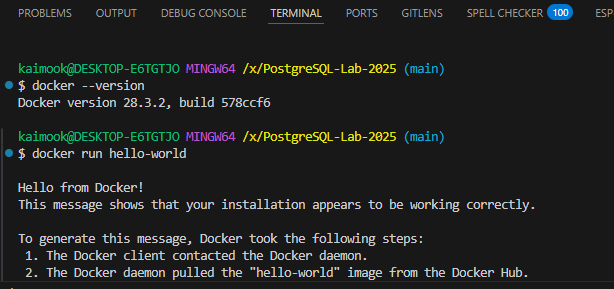 PROBLEMS OUTPUT DEBUG CONSOLE TERMINAL PORTS GITLENS SPELL CHECKER 100 ESP
kaimook@DESKTOP-E6TGTJO MINGW64 /x/PostgreSQL-Lab-2025 (main)
$ docker --version
Docker version 28.3.2, build 578ccf6
kaimook@DESKTOP-E6TGTJO MINGW64 /x/PostgreSQL-Lab-2025 (main)
$ docker run hello-world
Hello from Docker!
This message shows that your installation appears to be working correctly.
To generate this message, Docker took the following steps:
1. The Docker client contacted the Docker daemon.
2. The Docker daemon pulled the "hello-world" image from the Docker Hub.